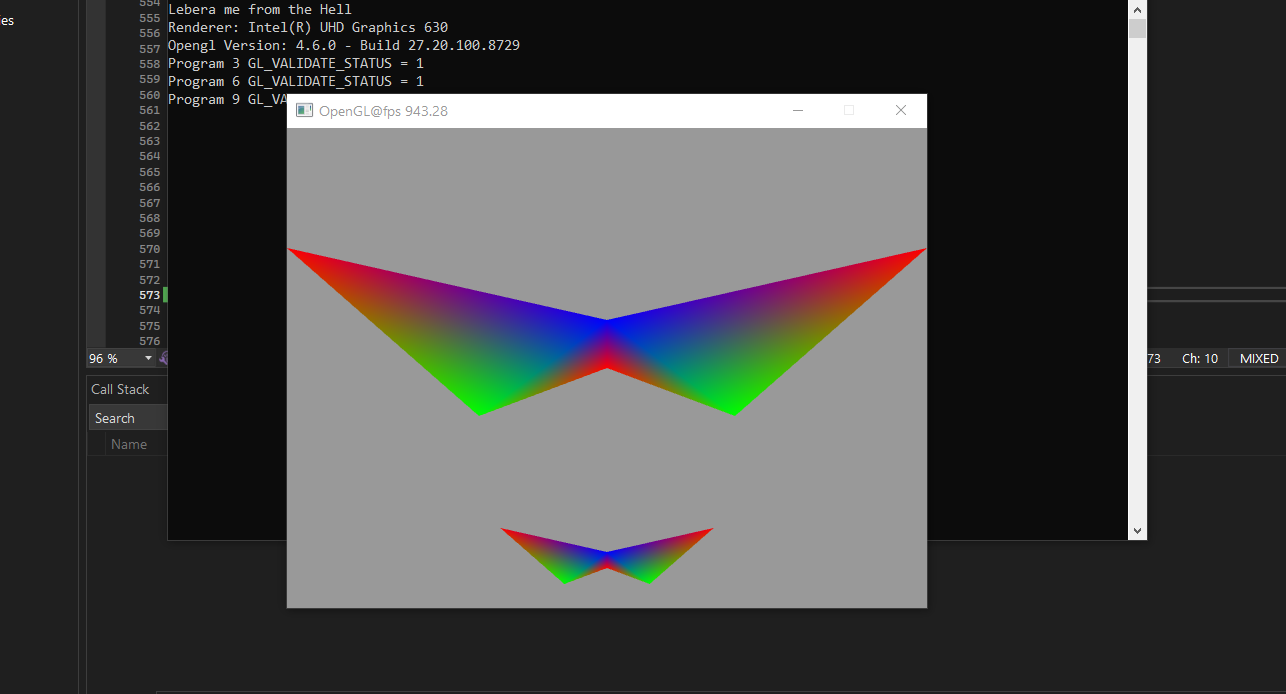 es
554
555
556
557
558
559
560
561
562
563
564
565
566
567
568
569
570
571
572
573
574
575
576
Lebera me from the Hell
Renderer: Intel(R) UHD Graphics 630
Opengl Version: 4.6.0 - Build 27.20.100.8729
Program 3 GL_VALIDATE_STATUS = 1
Program 6 GL_VALIDATE_STATUS = 1
Program 9 GL_VA
OpenGL@fps 943.28
96 %
73 Ch: 10 MIXED
Call Stack
Search
Name